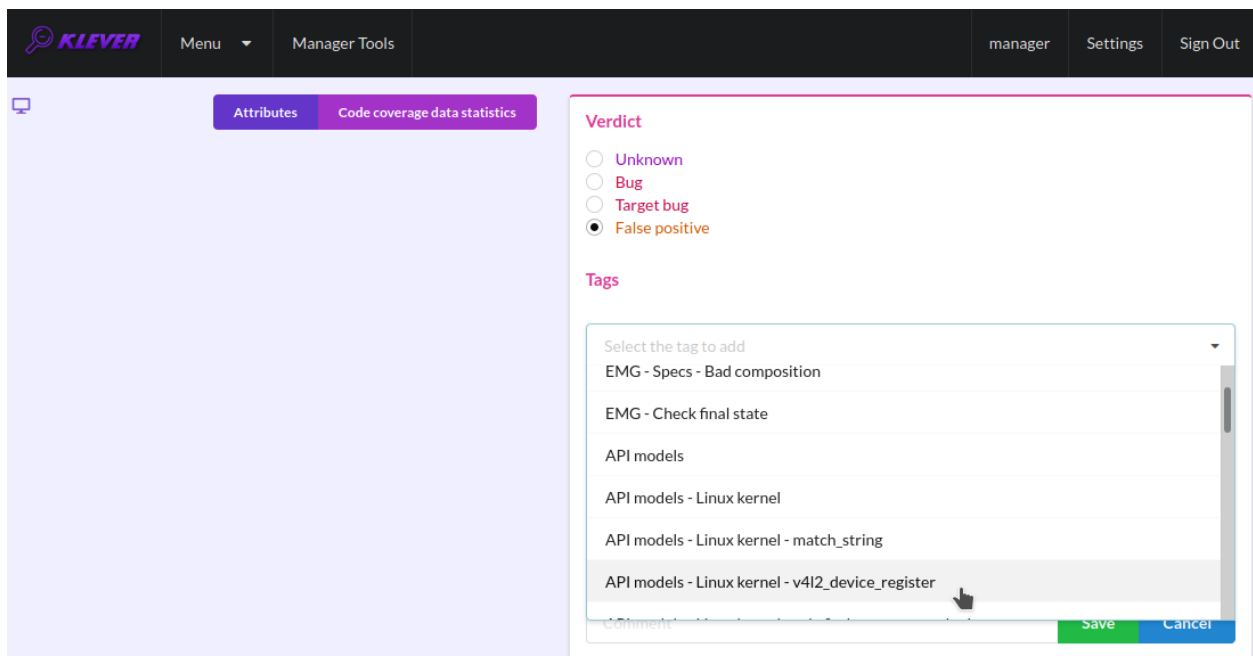 KLEVER
Menu
Manager Tools
manager
Settings
Sign Out
Attributes
Code coverage data statistics
Verdict
Unknown
Bug
Target bug
False positive
Tags
Select the tag to add
EMG - Specs - Bad composition
EMG - Check final state
API models
API models - Linux kernel
API models - Linux kernel - match_string
API models - Linux kernel - v4l2_device_register
Comment
Save
Cancel